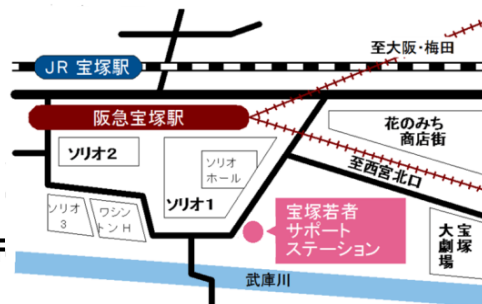 至大阪・梅田
JR 宝塚駅
阪急宝塚駅
花のみち
商店街
ソリオ2
ソリオ
ホール
至西宮北口
ソリオ1
ソリオ
3
ワシン
トンH
宝塚若者
サポート
ステーション
宝塚
大劇場
武庫川